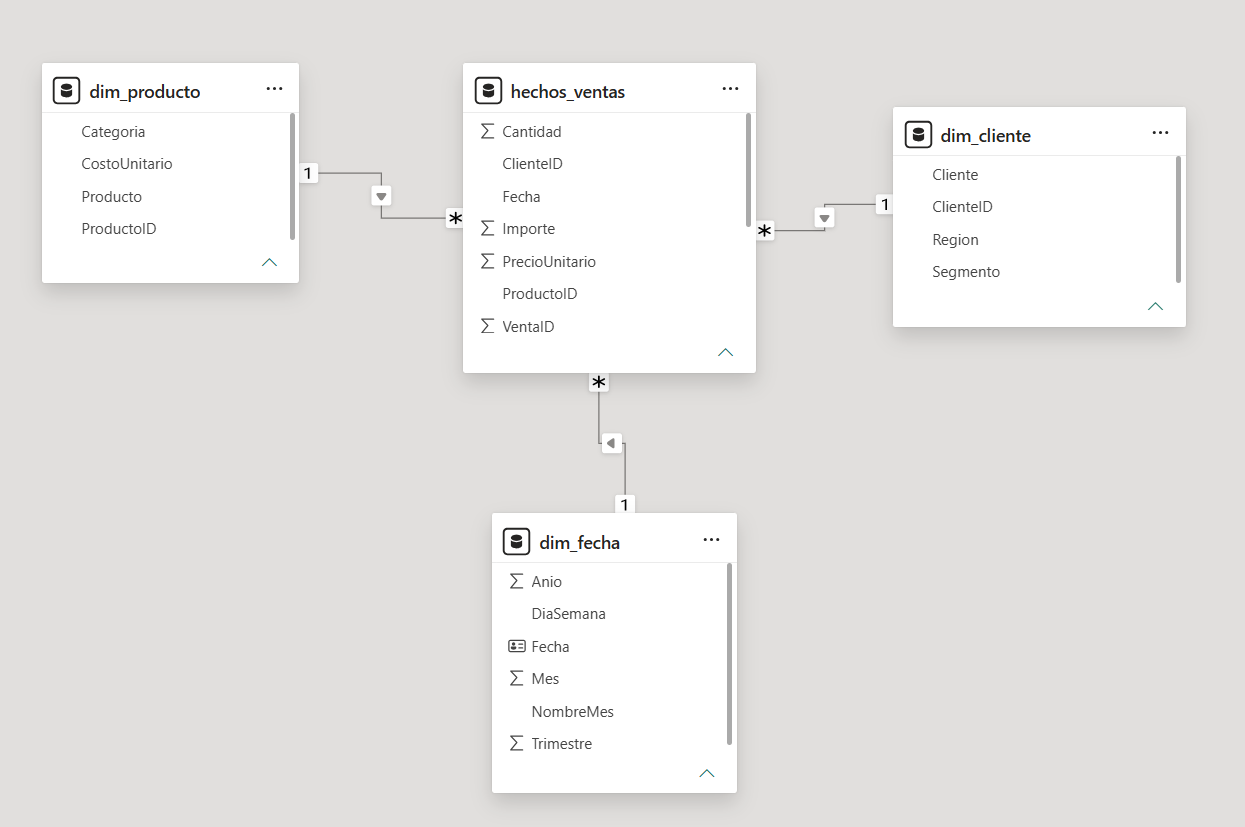 dim_producto
Categoria
CostoUnitario
Producto
ProductoID
1
*
hechos_ventas
Σ Cantidad
ClienteID
Fecha
Σ Importe
Σ PrecioUnitario
ProductoID
Σ VentaID
*
1
dim_cliente
Cliente
ClienteID
Region
Segmento
*
1
dim_fecha
Σ Anio
DiaSemana
Fecha
Σ Mes
NombreMes
Σ Trimestre